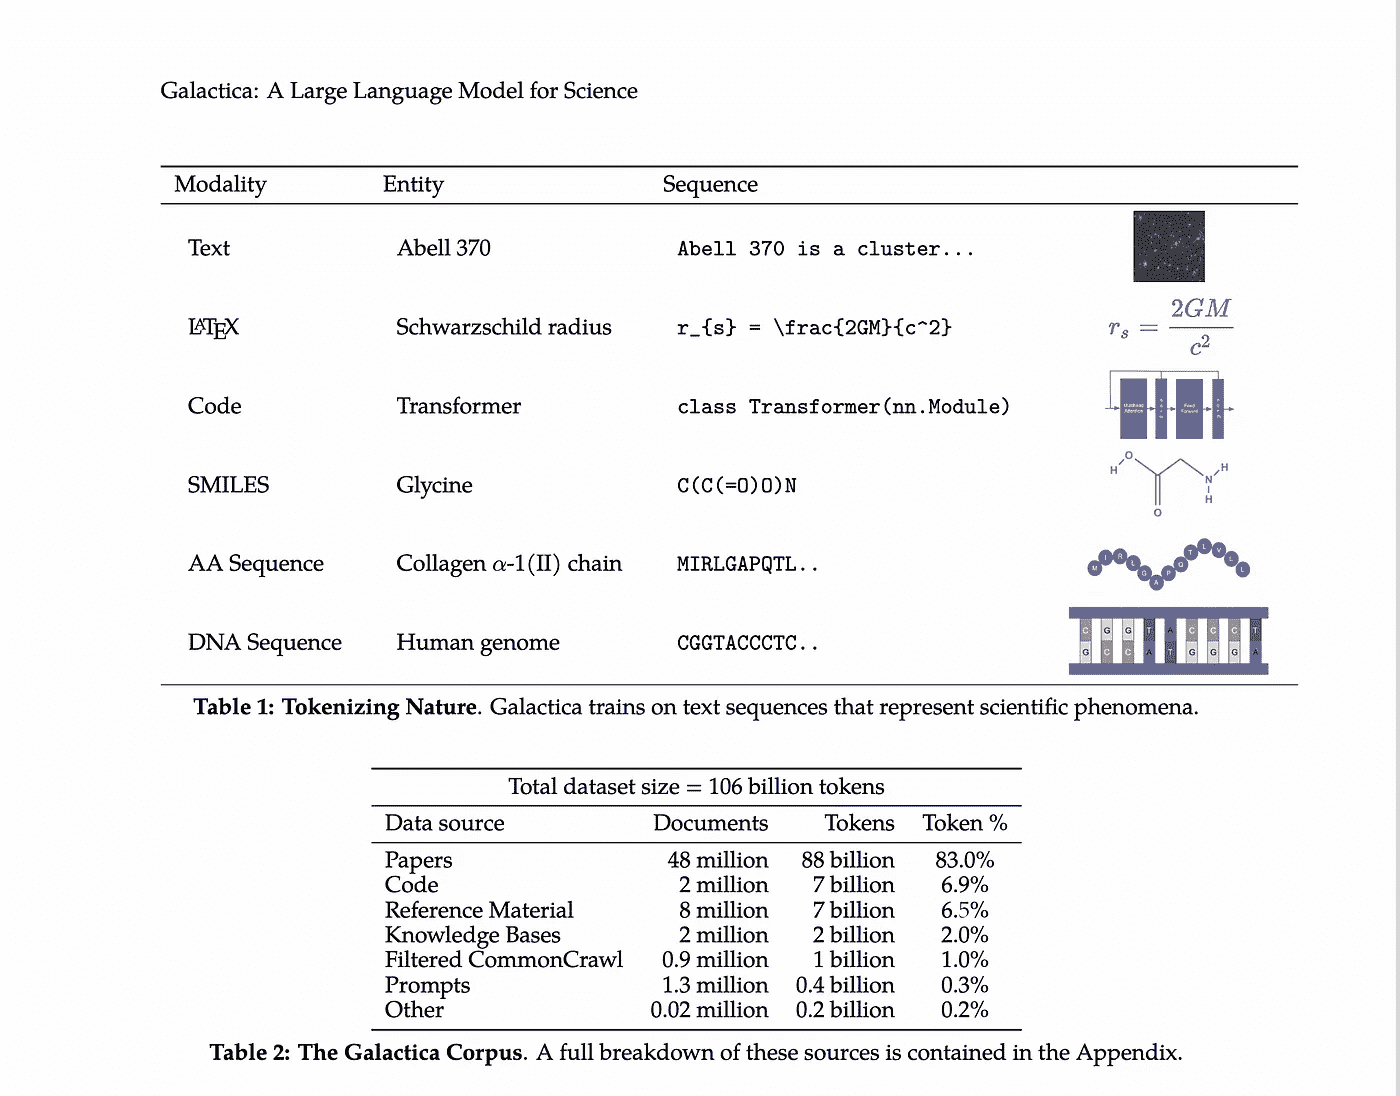 Galactica: A Large Language Model for Science
Modality Entity Sequence
Text Abell 370 Abell 370 is a cluster...
LATEX Schwarzschild radius r_{s} = \frac{2GM}{c^2} r_s = 2GM / c^2
Code Transformer class Transformer(nn.Module) Multihead Attention Norm Feed Forward Norm
SMILES Glycine C(C(=O)O)N H O O N H H
AA Sequence Collagen α-1(II) chain MIRLGAPQTL.. M I R L G A P Q T L V L L
DNA Sequence Human genome CGGTACCCTC.. C G G T A C C C T
G C C A T G G G A
Table 1: Tokenizing Nature. Galactica trains on text sequences that represent scientific phenomena.
Total dataset size = 106 billion tokens
Data source Documents Tokens Token %
Papers 48 million 88 billion 83.0%
Code 2 million 7 billion 6.9%
Reference Material 8 million 7 billion 6.5%
Knowledge Bases 2 million 2 billion 2.0%
Filtered CommonCrawl 0.9 million 1 billion 1.0%
Prompts 1.3 million 0.4 billion 0.3%
Other 0.02 million 0.2 billion 0.2%
Table 2: The Galactica Corpus. A full breakdown of these sources is contained in the Appendix.